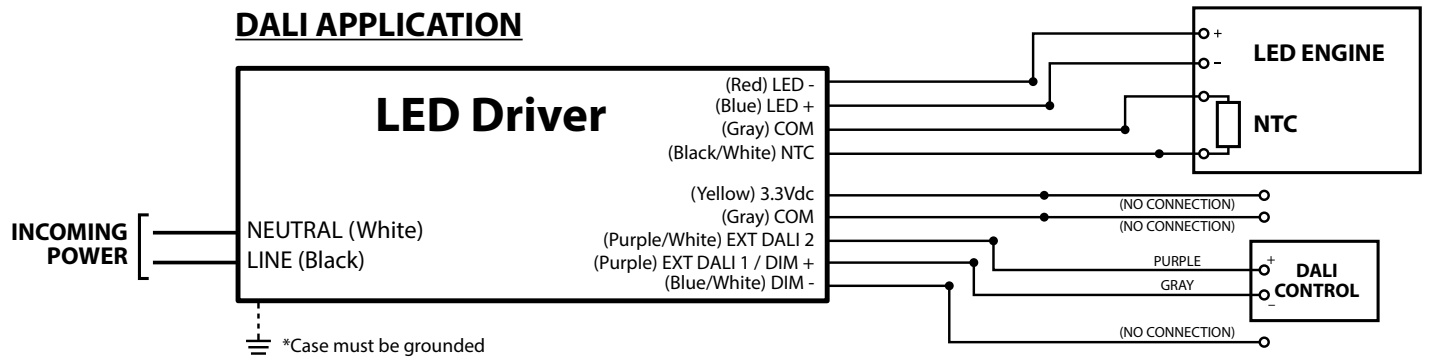 DALI APPLICATION
LED Driver
(Red) LED -
(Blue) LED +
(Gray) COM
(Black/White) NTC
(Yellow) 3.3Vdc
(Gray) COM
(Purple/White) EXT DALI 2
(Purple) EXT DALI 1 / DIM +
(Blue/White) DIM -
INCOMING
POWER
NEUTRAL (White)
LINE (Black)
*Case must be grounded
+
LED ENGINE
–
NTC
(NO CONNECTION)
(NO CONNECTION)
PURPLE
GRAY
+
DALI
CONTROL
–
(NO CONNECTION)